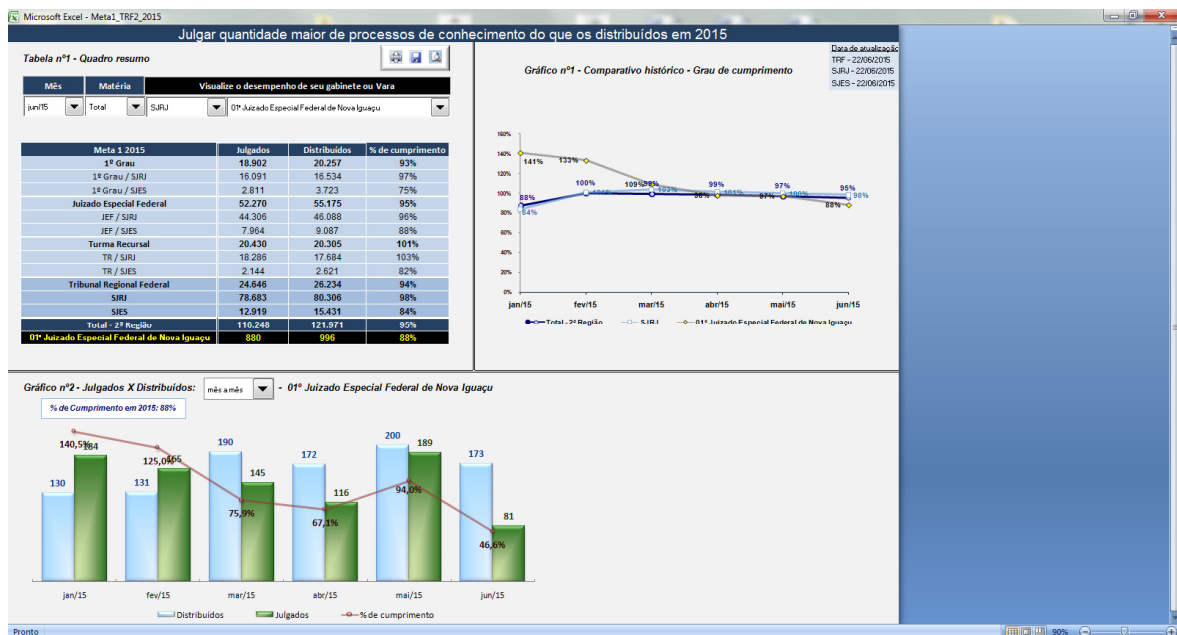 Microsoft Excel - Meta1_TRF2_2015
Julgar quantidade maior de processos de conhecimento do que os distribuídos em 2015
Tabela nº1 - Quadro resumo
Mês Matéria Visualize o desempenho de seu gabinete ou Vara
jun/15 Total SJRJ 01º Juizado Especial Federal de Nova Iguaçu
Meta 1 2015 Julgados Distribuídos % de cumprimento
1º Grau 18.902 20.257 93%
1º Grau / SJRJ 16.091 16.534 97%
1º Grau / SJES 2.811 3.723 75%
Juizado Especial Federal 52.270 55.175 95%
JEF / SJRJ 44.306 46.088 96%
JEF / SJES 7.964 9.087 88%
Turma Recursal 20.430 20.305 101%
TR / SJRJ 18.286 17.684 103%
TR / SJES 2.144 2.621 82%
Tribunal Regional Federal 24.646 26.234 94%
SJRJ 78.683 80.306 98%
SJES 12.919 15.431 84%
Total - 2ª Região 116.248 121.971 95%
01º Juizado Especial Federal de Nova Iguaçu 880 996 88%
Data de atualização
TRF - 22/06/2015
SJRJ - 22/06/2015
SJES - 22/06/2015
Gráfico nº1 - Comparativo histórico - Grau de cumprimento
160%
140%
120%
100%
80%
60%
40%
20%
0%
141% 133% 109% 98% 97% 88%
88% 100% 99% 99% 97% 95%
84% 101% 103% 101% 100% 98%
jan/15 fev/15 mar/15 abr/15 mai/15 jun/15
Total - 2ª Região SJRJ 01º Juizado Especial Federal de Nova Iguaçu
Gráfico nº2 - Julgados X Distribuídos: mês a mês - 01º Juizado Especial Federal de Nova Iguaçu
% de Cumprimento em 2015: 88%
130 131 190 172 200 173
184 165 145 116 189 81
140,5% 125,0% 75,9% 67,1% 94,0% 46,6%
jan/15 fev/15 mar/15 abr/15 mai/15 jun/15
Distribuídos Julgados % de cumprimento
Pronto 90%